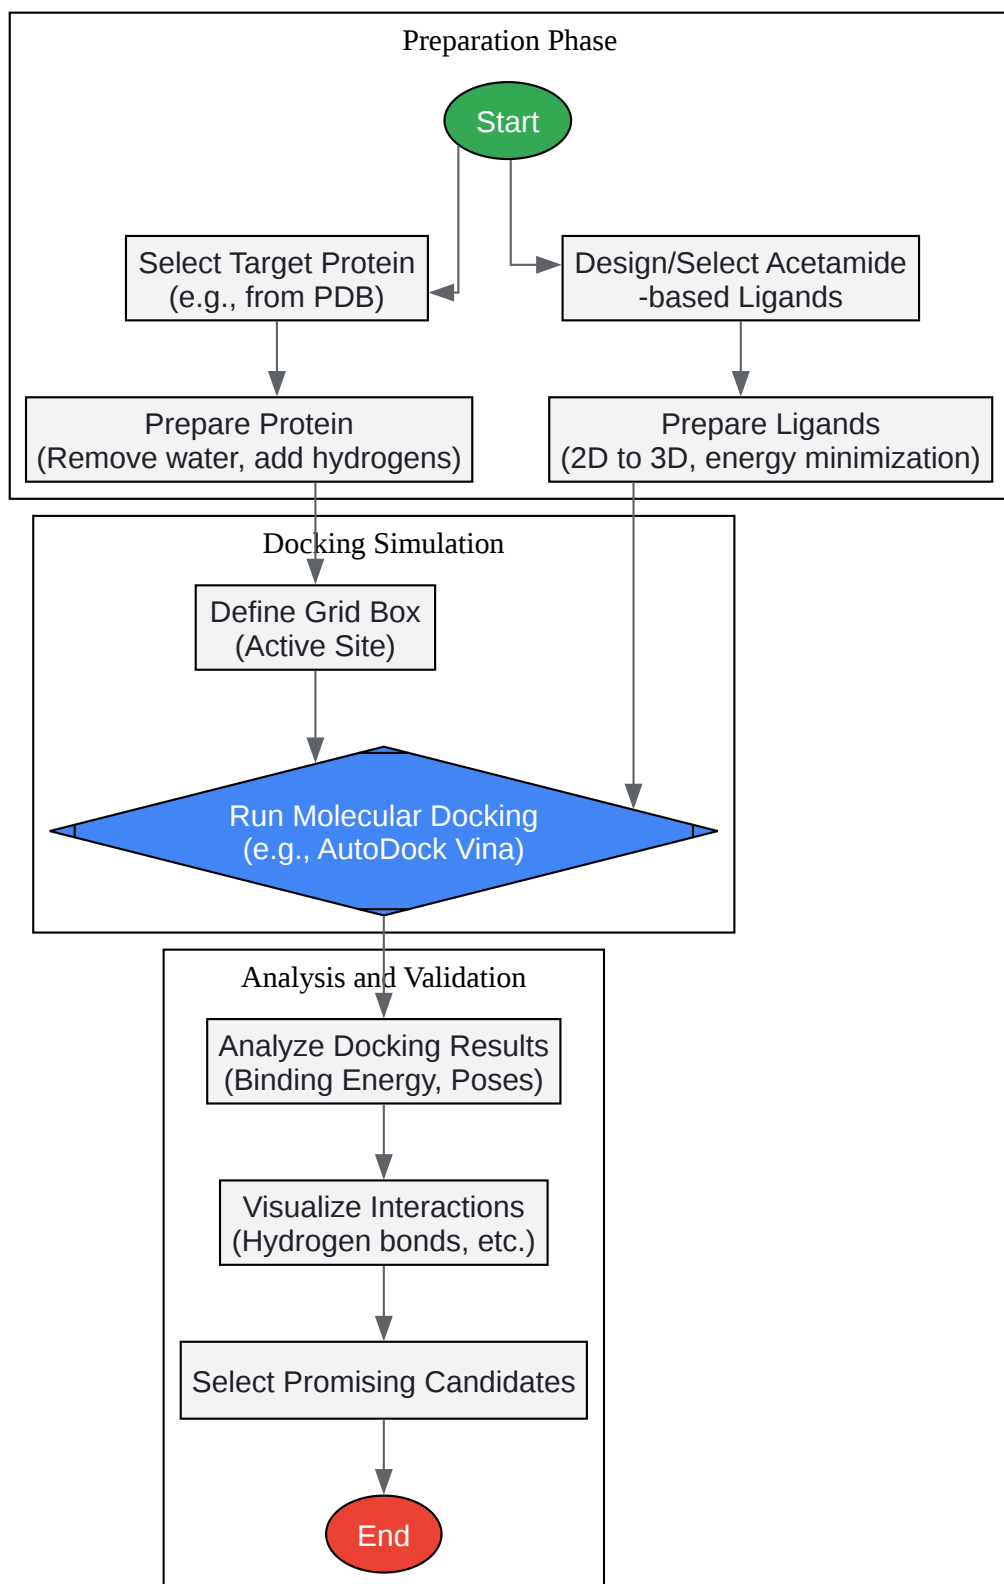 Preparation Phase
Start
Select Target Protein
(e.g., from PDB)
Design/Select Acetamide
-based Ligands
Prepare Protein
(Remove water, add hydrogens)
Prepare Ligands
(2D to 3D, energy minimization)
Docking Simulation
Define Grid Box
(Active Site)
Run Molecular Docking
(e.g., AutoDock Vina)
Analysis and Validation
Analyze Docking Results
(Binding Energy, Poses)
Visualize Interactions
(Hydrogen bonds, etc.)
Select Promising Candidates
End